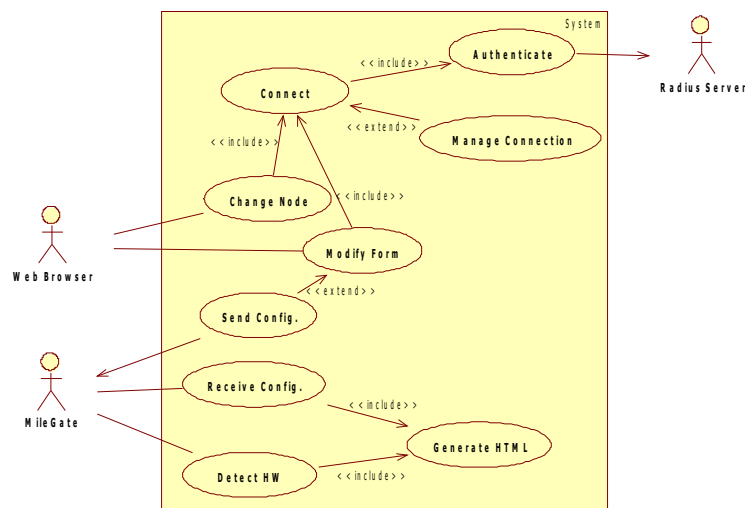 System
Authenticate
<<include>>
Radius Server
Connect
<<extend>>
Manage Connection
<<include>>
<<include>>
Change Node
Modify Form
Web Browser
<<extend>>
Send Config.
Receive Config.
<<include>>
MileGate
Generate HTML
Detect HW
<<include>>